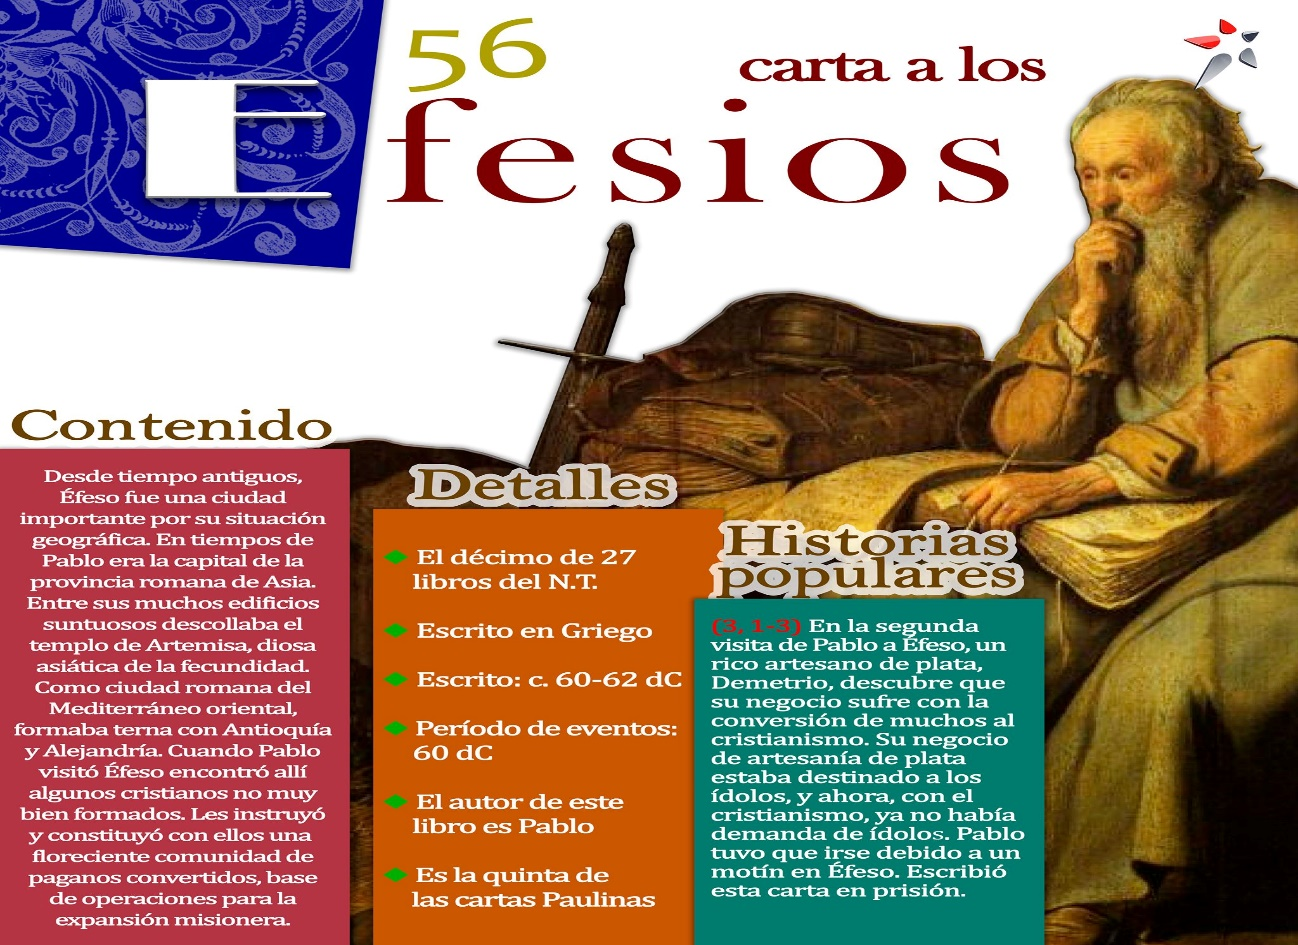 56
carta a los
Efesios
Contenido
Desde tiempo antiguos,
Éfeso fue una ciudad
importante por su situación
geográfica. En tiempos de
Pablo era la capital de la
provincia romana de Asia.
Entre sus muchos edificios
suntuosos descollaba el
templo de Artemisa, diosa
asiática de la fecundidad.
Como ciudad romana del
Mediterráneo oriental,
formaba terna con Antioquía
y Alejandría. Cuando Pablo
visitó Éfeso encontró allí
algunos cristianos no muy
bien formados. Les instruyó
y constituyó con ellos una
floreciente comunidad de
paganos convertidos, base
de operaciones para la
expansión misionera.
Detalles
El décimo de 27
libros del N.T.
Escrito en Griego
Escrito: c. 60-62 dC
Período de eventos:
60 dC
El autor de este
libro es Pablo
Es la quinta de
las cartas Paulinas
Historias
populares
(3, 1-3) En la segunda
visita de Pablo a Éfeso, un
rico artesano de plata,
Demetrio, descubre que
su negocio sufre con la
conversión de muchos al
cristianismo. Su negocio
de artesanía de plata
estaba destinado a los
ídolos, y ahora, con el
cristianismo, ya no había
demanda de ídolos. Pablo
tuvo que irse debido a un
motín en Éfeso. Escribió
esta carta en prisión.